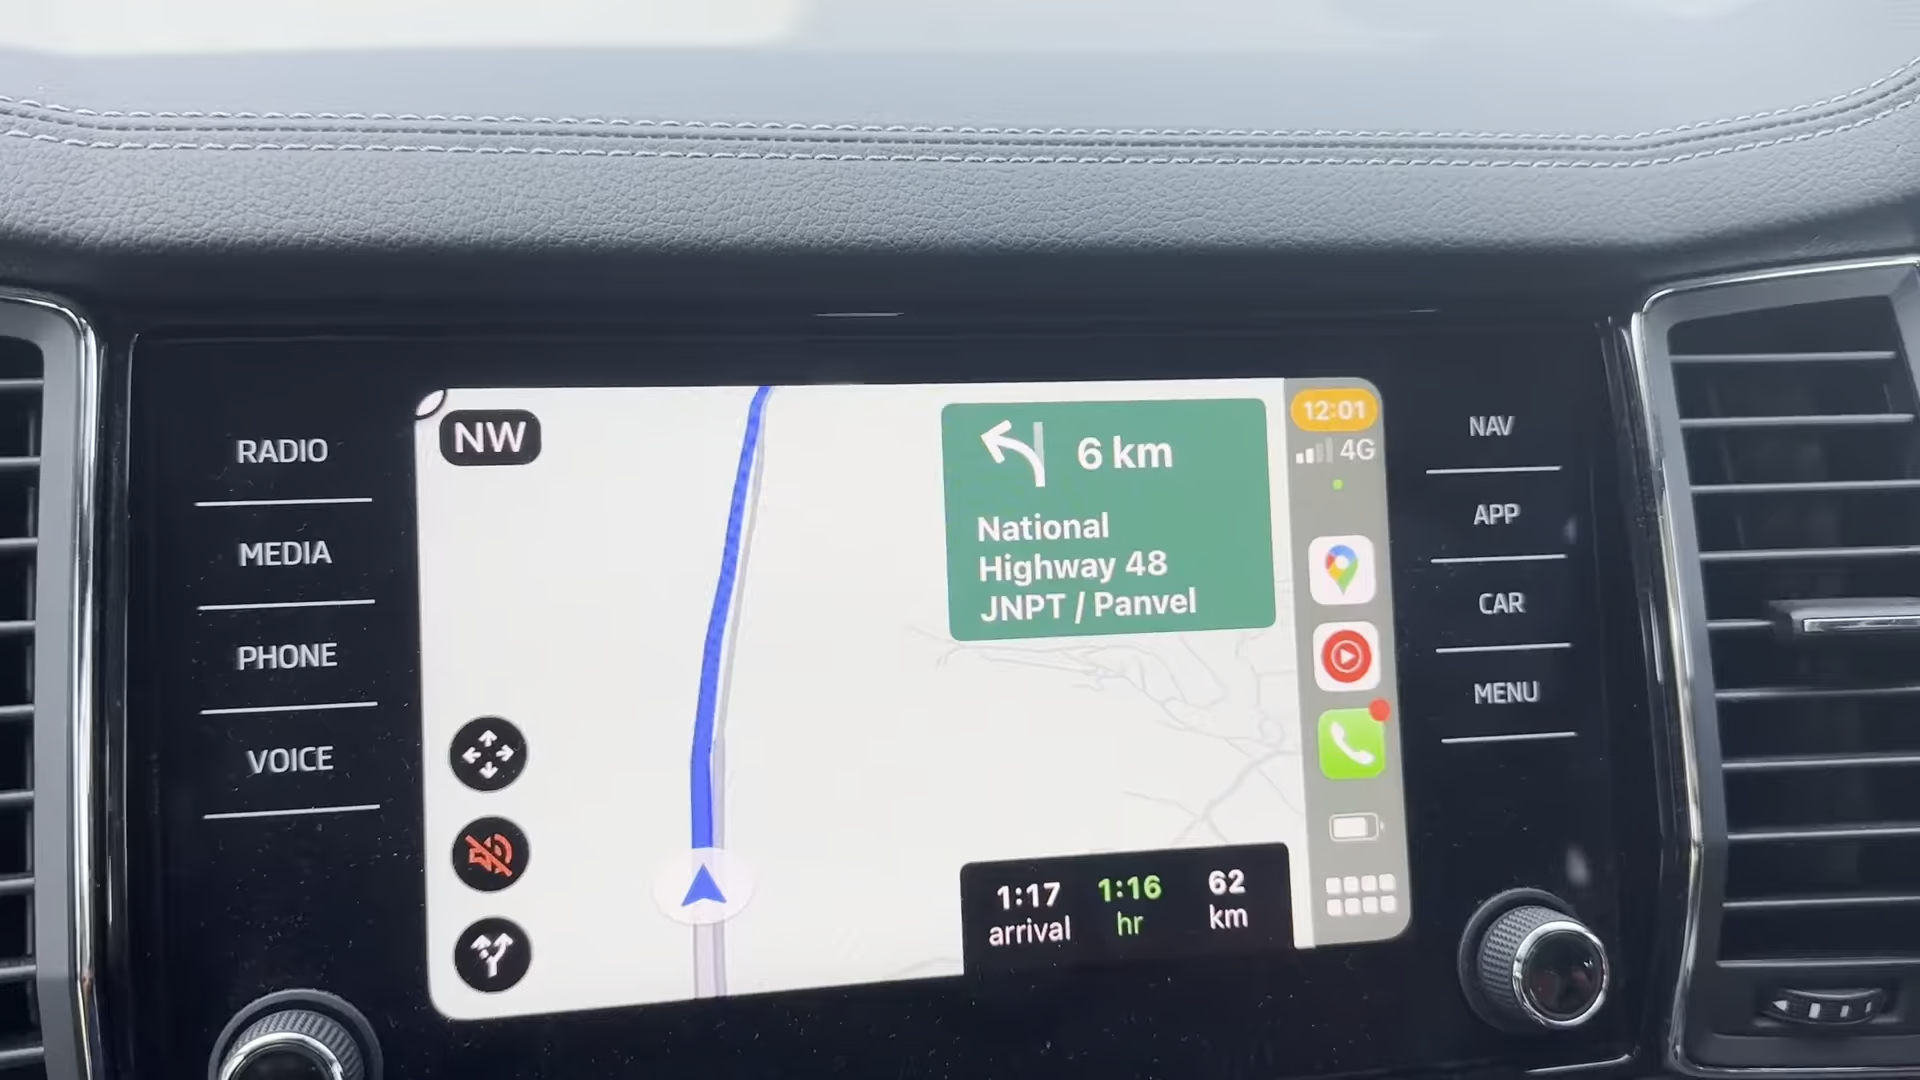 RADIO
MEDIA
PHONE
VOICE
NW
6 km
National
Highway 48
JNPT / Panvel
12:01
4G
1:17
arrival
1:16
hr
62
km
NAV
APP
CAR
MENU